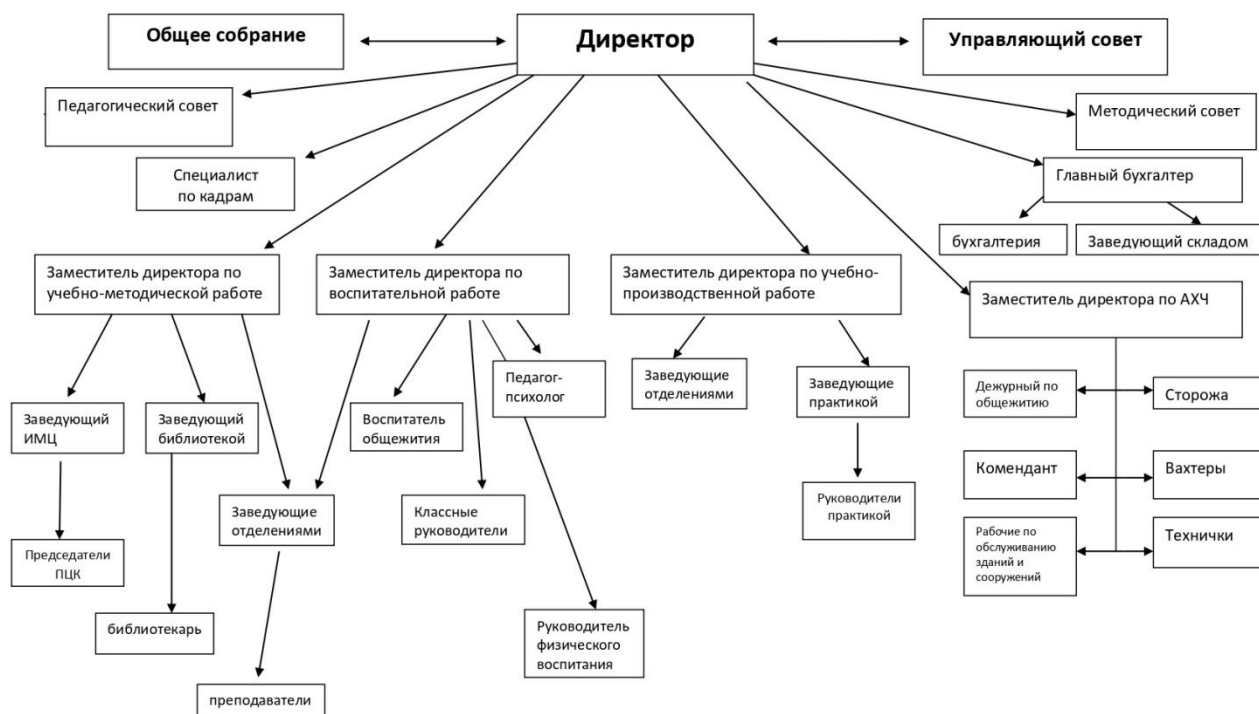 Общее собрание
Директор
Управляющий совет
Педагогический совет
Методический совет
Специалист
по кадрам
Главный бухгалтер
бухгалтерия
Заведующий складом
Заместитель директора по
учебно-методической работе
Заместитель директора по
воспитательной работе
Заместитель директора по учебно-
производственной работе
Заместитель директора по АХЧ
Заведующий
ИМЦ
Заведующий
библиотекой
Воспитатель
общежития
Педагог-
психолог
Заведующие
отделениями
Заведующие
практикой
Дежурный по
общежитию
Сторожа
Комендант
Вахтеры
Рабочие по
обслуживанию
зданий и
сооружений
Технички
Председатели
ПЦК
Заведующие
отделениями
Классные
руководители
Руководители
практикой
библиотекарь
Руководитель
физического
воспитания
преподаватели